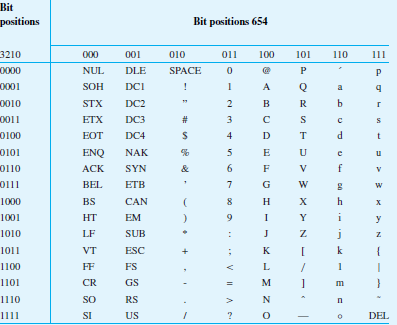 Bit
positions Bit positions 654
3210 000 001 010 011 100 101 110 111
0000 NUL DLE SPACE 0 @ P ´ p
0001 SOH DC1 ! 1 A Q a q
0010 STX DC2 ” 2 B R b r
0011 ETX DC3 # 3 C S c s
0100 EOT DC4 $ 4 D T d t
0101 ENQ NAK % 5 E U e u
0110 ACK SYN & 6 F V f v
0111 BEL ETB ’ 7 G W g w
1000 BS CAN ( 8 H X h x
1001 HT EM ) 9 I Y i y
1010 LF SUB * : J Z j z
1011 VT ESC + ; K [ k {
1100 FF FS , < L / l |
1101 CR GS - = M ] m }
1110 SO RS . > N ˆ n ˜
1111 SI US / ? O — o DEL